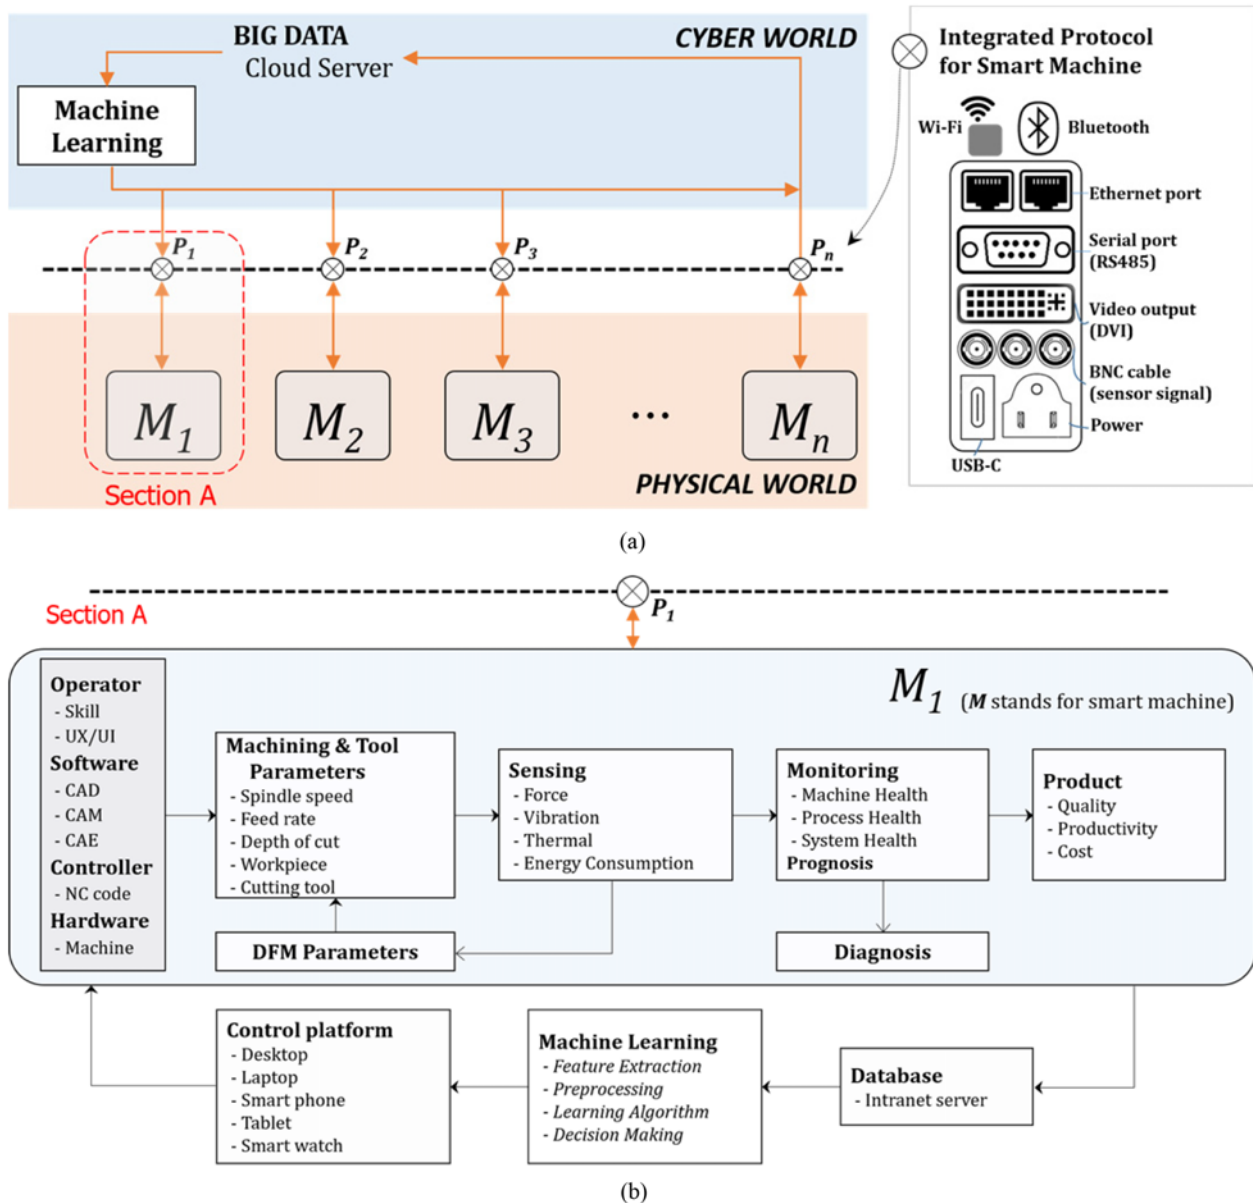 BIG DATA
Cloud Server
CYBER WORLD
Machine
Learning
P1
P2
P3
Pn
M1
M2
M3
...
Mn
Section A
PHYSICAL WORLD
Integrated Protocol
for Smart Machine
Wi-Fi
Bluetooth
Ethernet port
Serial port
(RS485)
Video output
(DVI)
BNC cable
(sensor signal)
Power
USB-C
(a)
Section A
P1
M1 (M stands for smart machine)
Operator
- Skill
- UX/UI
Software
- CAD
- CAM
- CAE
Controller
- NC code
Hardware
- Machine
Machining & Tool
Parameters
- Spindle speed
- Feed rate
- Depth of cut
- Workpiece
- Cutting tool
DFM Parameters
Sensing
- Force
- Vibration
- Thermal
- Energy Consumption
Monitoring
- Machine Health
- Process Health
- System Health
Prognosis
Diagnosis
Product
- Quality
- Productivity
- Cost
Control platform
- Desktop
- Laptop
- Smart phone
- Tablet
- Smart watch
Machine Learning
- Feature Extraction
- Preprocessing
- Learning Algorithm
- Decision Making
Database
- Intranet server
(b)